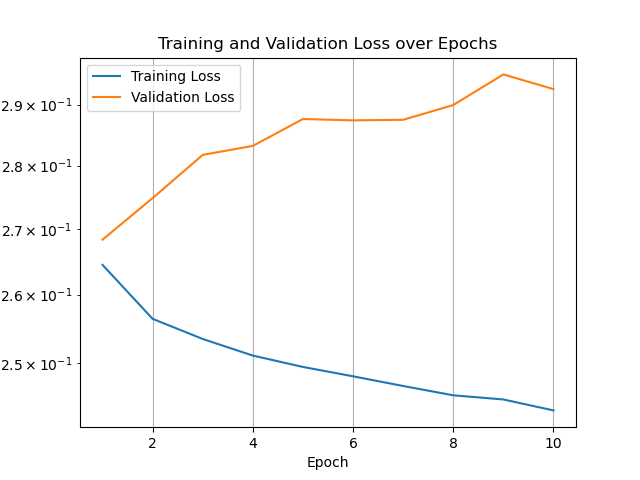 Training and Validation Loss over Epochs
Training Loss
Validation Loss
2.9 × 10⁻¹
2.8 × 10⁻¹
2.7 × 10⁻¹
2.6 × 10⁻¹
2.5 × 10⁻¹
2 4 6 8 10
Epoch